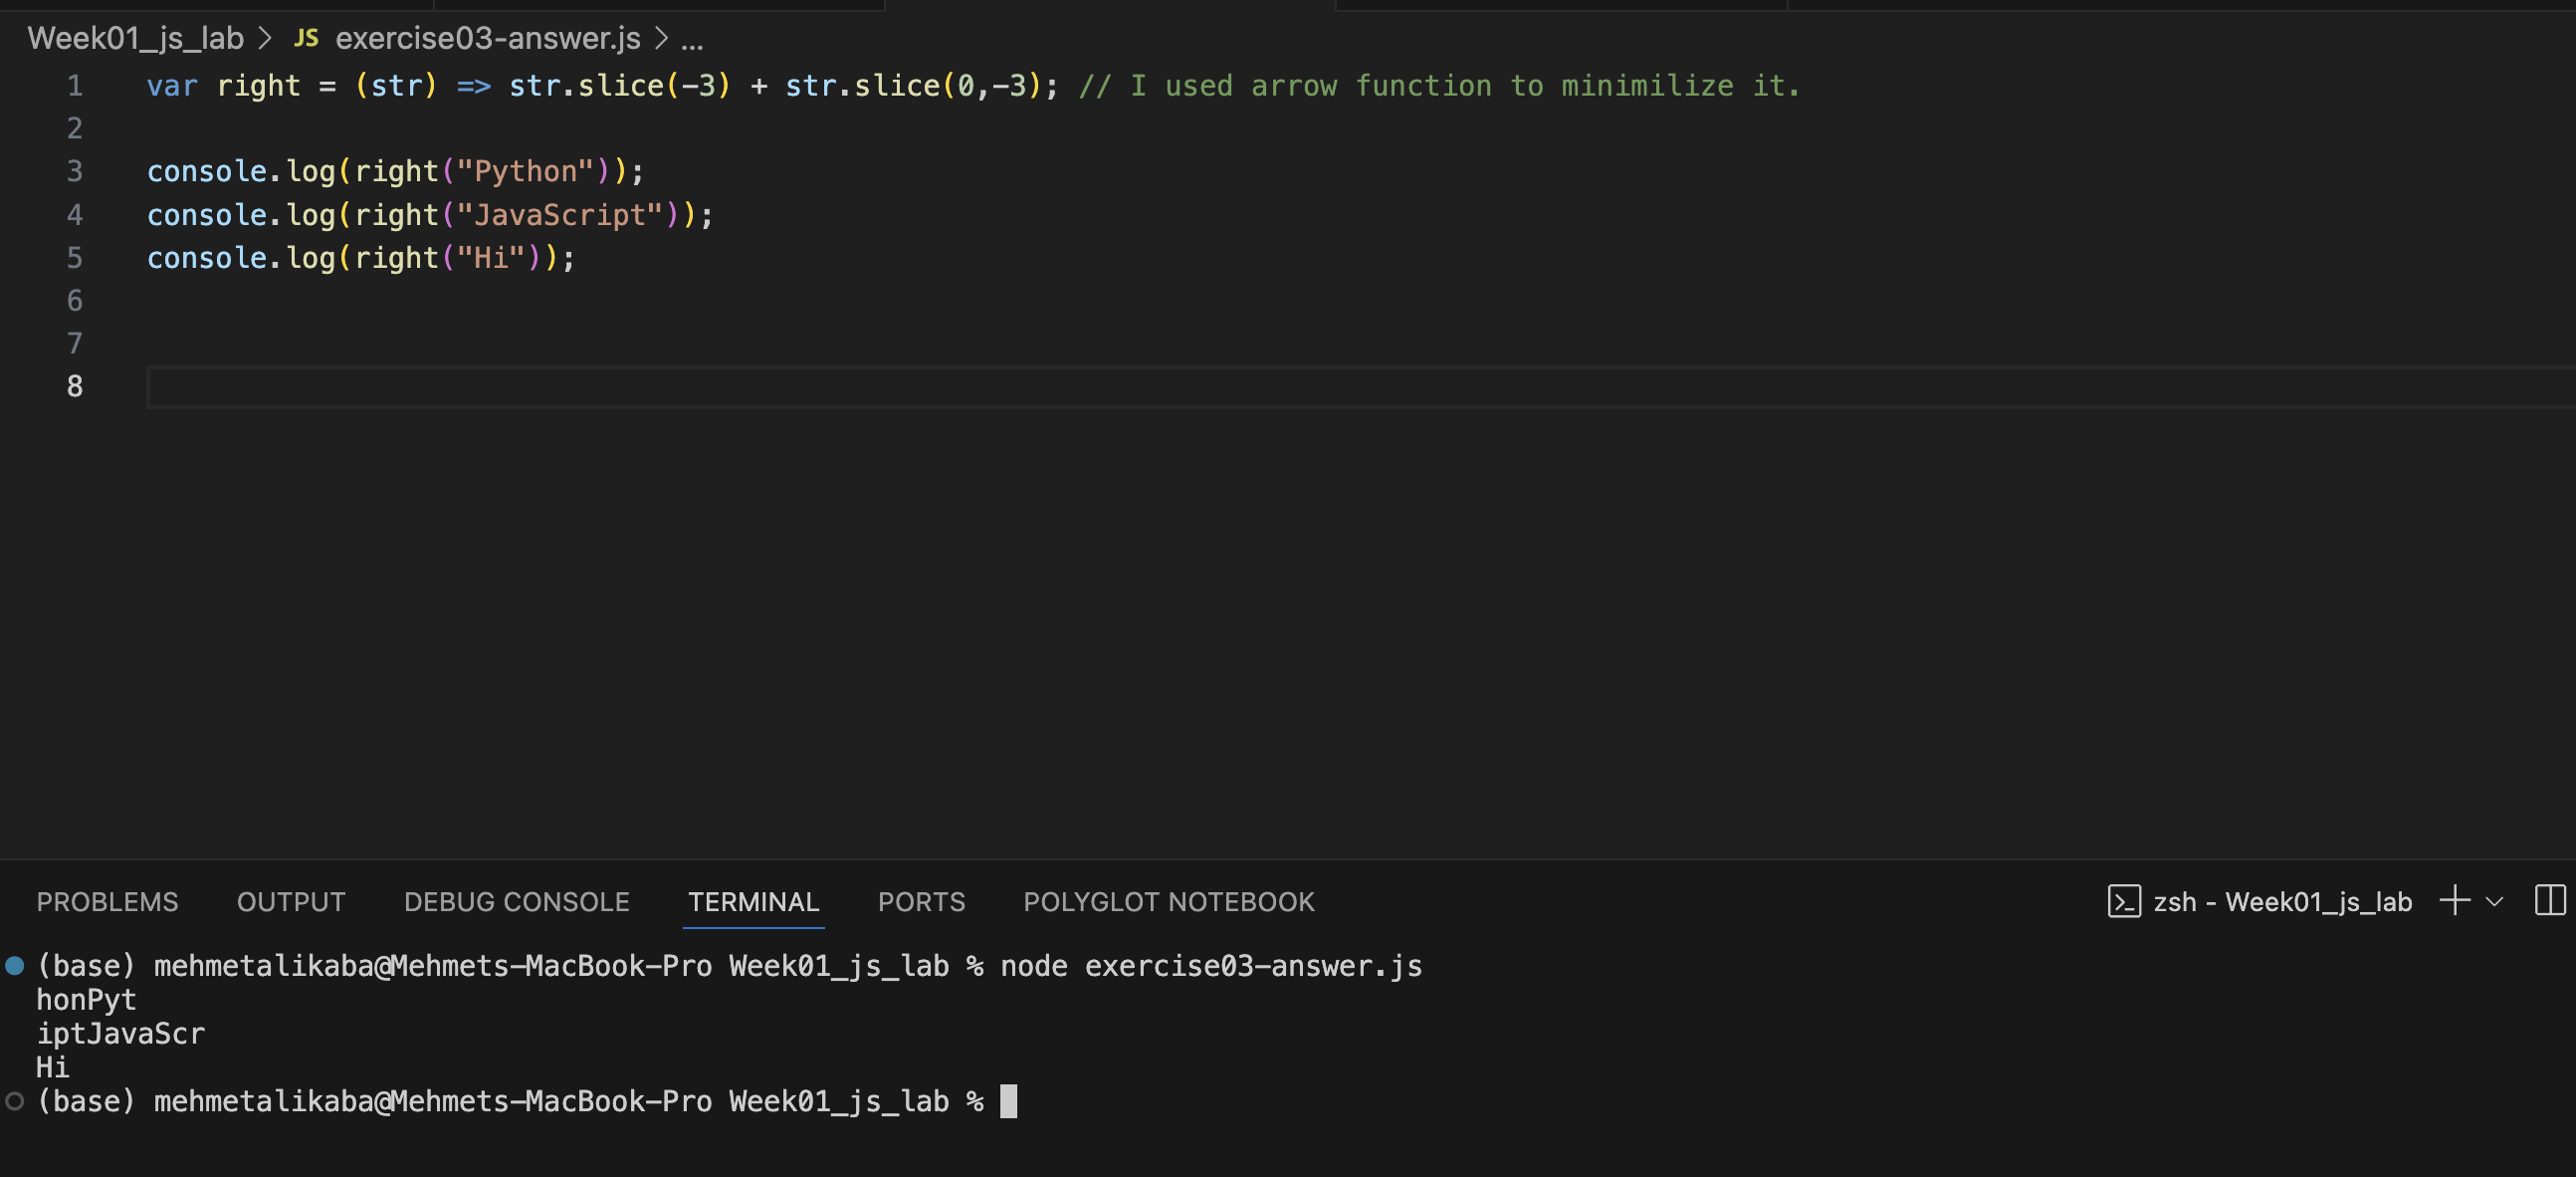 Week01_js_lab > JS exercise03-answer.js > ...
1 var right = (str) => str.slice(-3) + str.slice(0,-3); // I used arrow function to minimilize it.
2
3 console.log(right("Python"));
4 console.log(right("JavaScript"));
5 console.log(right("Hi"));
6
7
8
PROBLEMS OUTPUT DEBUG CONSOLE TERMINAL PORTS POLYGLOT NOTEBOOK zsh - Week01_js_lab
(base) mehmetalikaba@Mehmets-MacBook-Pro Week01_js_lab % node exercise03-answer.js
honPyt
iptJavaScr
Hi
(base) mehmetalikaba@Mehmets-MacBook-Pro Week01_js_lab %